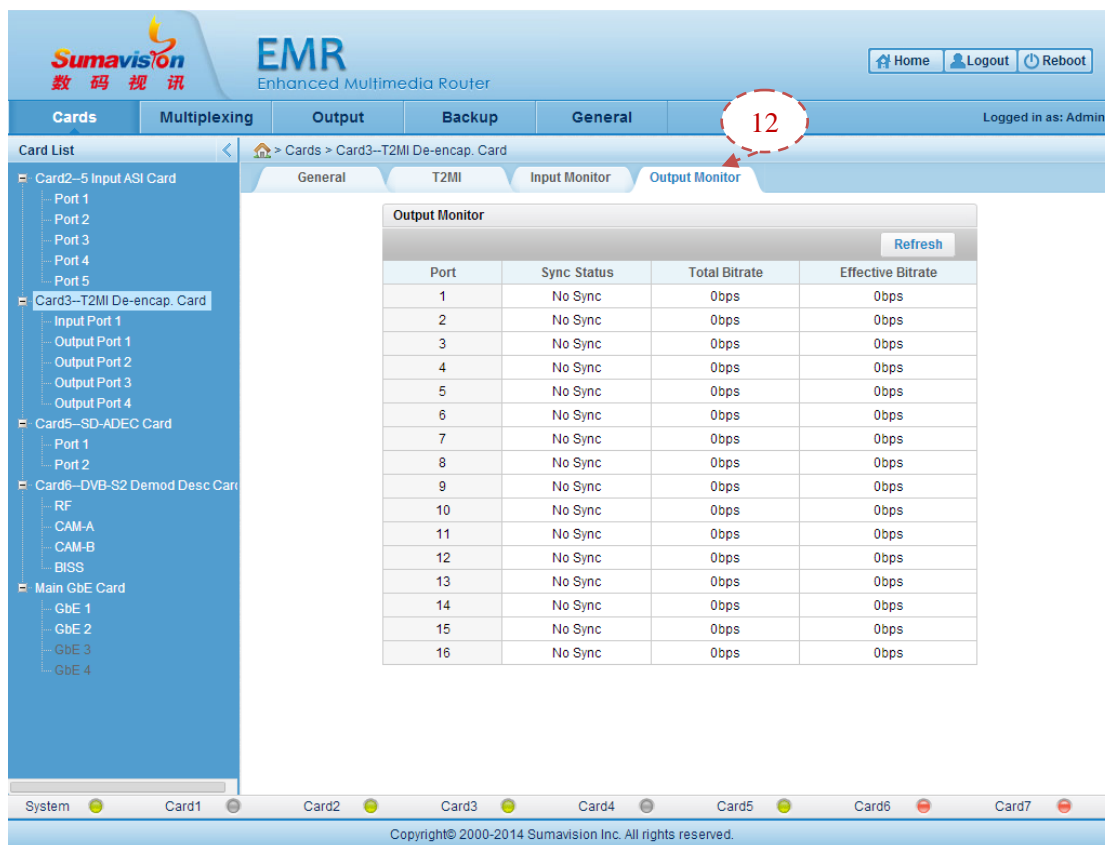 Sumavision
数 码 视 讯
EMR
Enhanced Multimedia Router
Home Logout Reboot
Cards Multiplexing Output Backup General Logged in as: Admin
12
Card List
> Cards > Card3--T2MI De-encap. Card
General T2MI Input Monitor Output Monitor
Card2--5 Input ASI Card
Port 1
Port 2
Port 3
Port 4
Port 5
Card3--T2MI De-encap. Card
Input Port 1
Output Port 1
Output Port 2
Output Port 3
Output Port 4
Card5--SD-ADEC Card
Port 1
Port 2
Card6--DVB-S2 Demod Desc Card
RF
CAM-A
CAM-B
BISS
Main GbE Card
GbE 1
GbE 2
GbE 3
GbE 4
Output Monitor
Refresh
Port Sync Status Total Bitrate Effective Bitrate
1 No Sync 0bps 0bps
2 No Sync 0bps 0bps
3 No Sync 0bps 0bps
4 No Sync 0bps 0bps
5 No Sync 0bps 0bps
6 No Sync 0bps 0bps
7 No Sync 0bps 0bps
8 No Sync 0bps 0bps
9 No Sync 0bps 0bps
10 No Sync 0bps 0bps
11 No Sync 0bps 0bps
12 No Sync 0bps 0bps
13 No Sync 0bps 0bps
14 No Sync 0bps 0bps
15 No Sync 0bps 0bps
16 No Sync 0bps 0bps
System Card1 Card2 Card3 Card4 Card5 Card6 Card7
Copyright© 2000-2014 Sumavision Inc. All rights reserved.